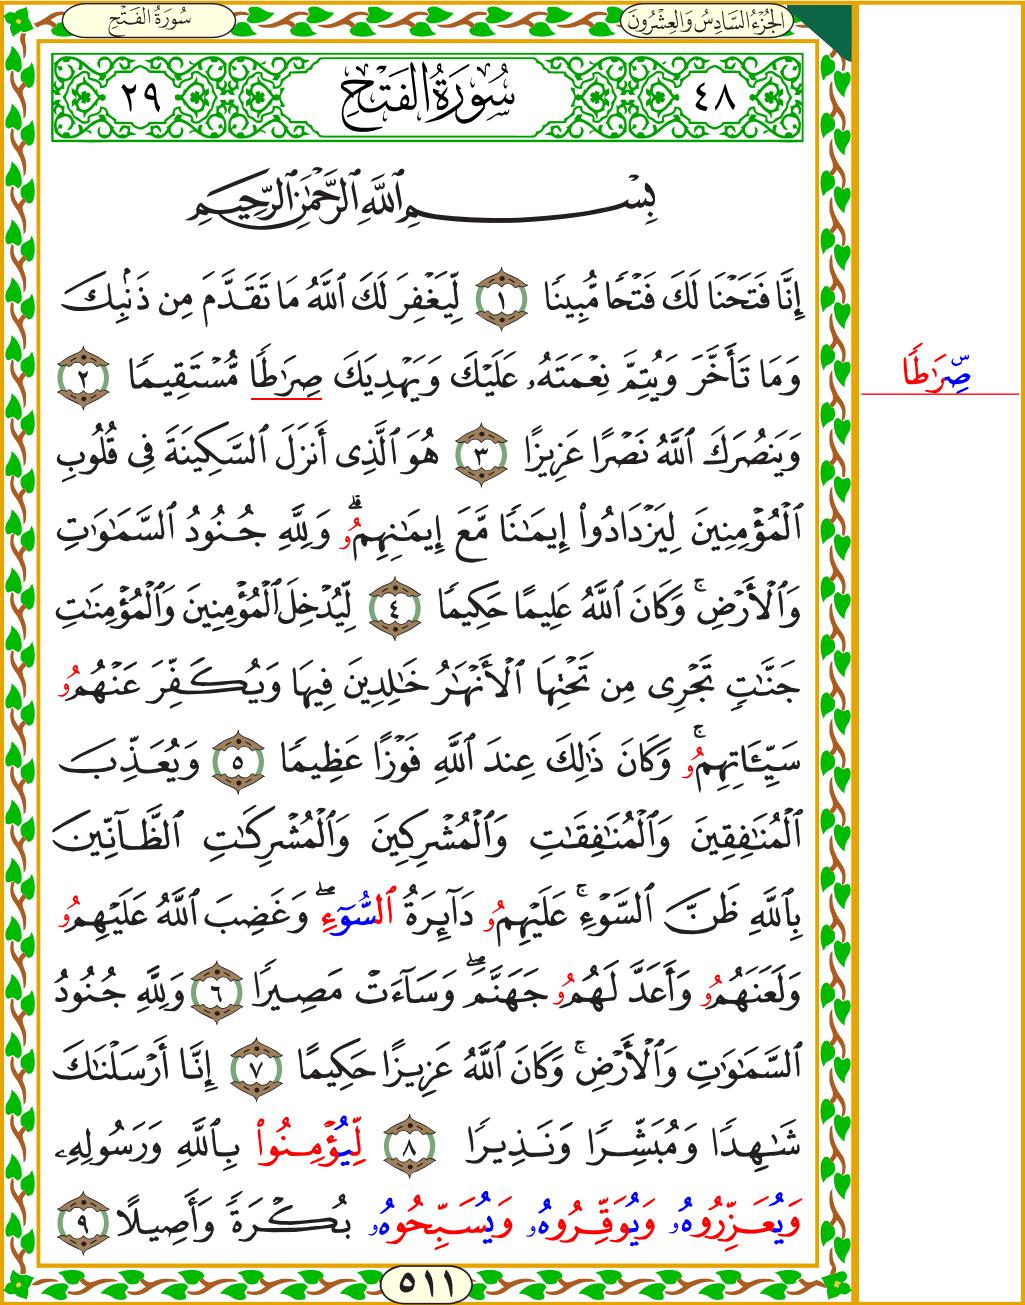 الجُزْءُ السَّادِسُ وَالعِشْرُونَ سُورَةُ الفَتْحِ
٤٨ سُورَةُ الفَتْحِ ٢٩
بِسْمِ ٱللَّهِ ٱلرَّحْمَٰنِ ٱلرَّحِيمِ
إِنَّا فَتَحْنَا لَكَ فَتْحًا مُّبِينًا ١ لِّيَغْفِرَ لَكَ ٱللَّهُ مَا تَقَدَّمَ مِن ذَنۢبِكَ
وَمَا تَأَخَّرَ وَيُتِمَّ نِعْمَتَهُۥ عَلَيْكَ وَيَهْدِيَكَ صِرَٰطًا مُّسْتَقِيمًا ٢
صِّرَٰطًا
وَيَنصُرَكَ ٱللَّهُ نَصْرًا عَزِيزًا ٣ هُوَ ٱلَّذِى أَنزَلَ ٱلسَّكِينَةَ فِى قُلُوبِ
ٱلْمُؤْمِنِينَ لِيَزْدَادُوٓا۟ إِيمَٰنًا مَّعَ إِيمَٰنِهِمُۥ ۗ وَلِلَّهِ جُنُودُ ٱلسَّمَٰوَٰتِ
وَٱلْأَرْضِ ۚ وَكَانَ ٱللَّهُ عَلِيمًا حَكِيمًا ٤ لِّيُدْخِلَ ٱلْمُؤْمِنِينَ وَٱلْمُؤْمِنَٰتِ
جَنَّٰتٍ تَجْرِى مِن تَحْتِهَا ٱلْأَنْهَٰرُ خَٰلِدِينَ فِيهَا وَيُكَفِّرَ عَنْهُمُۥ
سَيِّـَٔاتِهِمُۥ ۚ وَكَانَ ذَٰلِكَ عِندَ ٱللَّهِ فَوْزًا عَظِيمًا ٥ وَيُعَذِّبَ
ٱلْمُنَٰفِقِينَ وَٱلْمُنَٰفِقَٰتِ وَٱلْمُشْرِكِينَ وَٱلْمُشْرِكَٰتِ ٱلظَّآنِّينَ
بِٱللَّهِ ظَنَّ ٱلسَّوْءِ ۚ عَلَيْهِمُۥ دَآئِرَةُ ٱلسُّوٓءِ ۖ وَغَضِبَ ٱللَّهُ عَلَيْهِمُۥ
وَلَعَنَهُمُۥ وَأَعَدَّ لَهُمُۥ جَهَنَّمَ ۖ وَسَآءَتْ مَصِيرًا ٦ وَلِلَّهِ جُنُودُ
ٱلسَّمَٰوَٰتِ وَٱلْأَرْضِ ۚ وَكَانَ ٱللَّهُ عَزِيزًا حَكِيمًا ٧ إِنَّا أَرْسَلْنَٰكَ
شَٰهِدًا وَمُبَشِّرًا وَنَذِيرًا ٨ لِّيُؤْمِنُوا۟ بِٱللَّهِ وَرَسُولِهِۦ
وَيُعَزِّرُوهُۥ وَيُوَقِّرُوهُۥ وَيُسَبِّحُوهُۥ بُكْرَةً وَأَصِيلًا ٩
٥١١